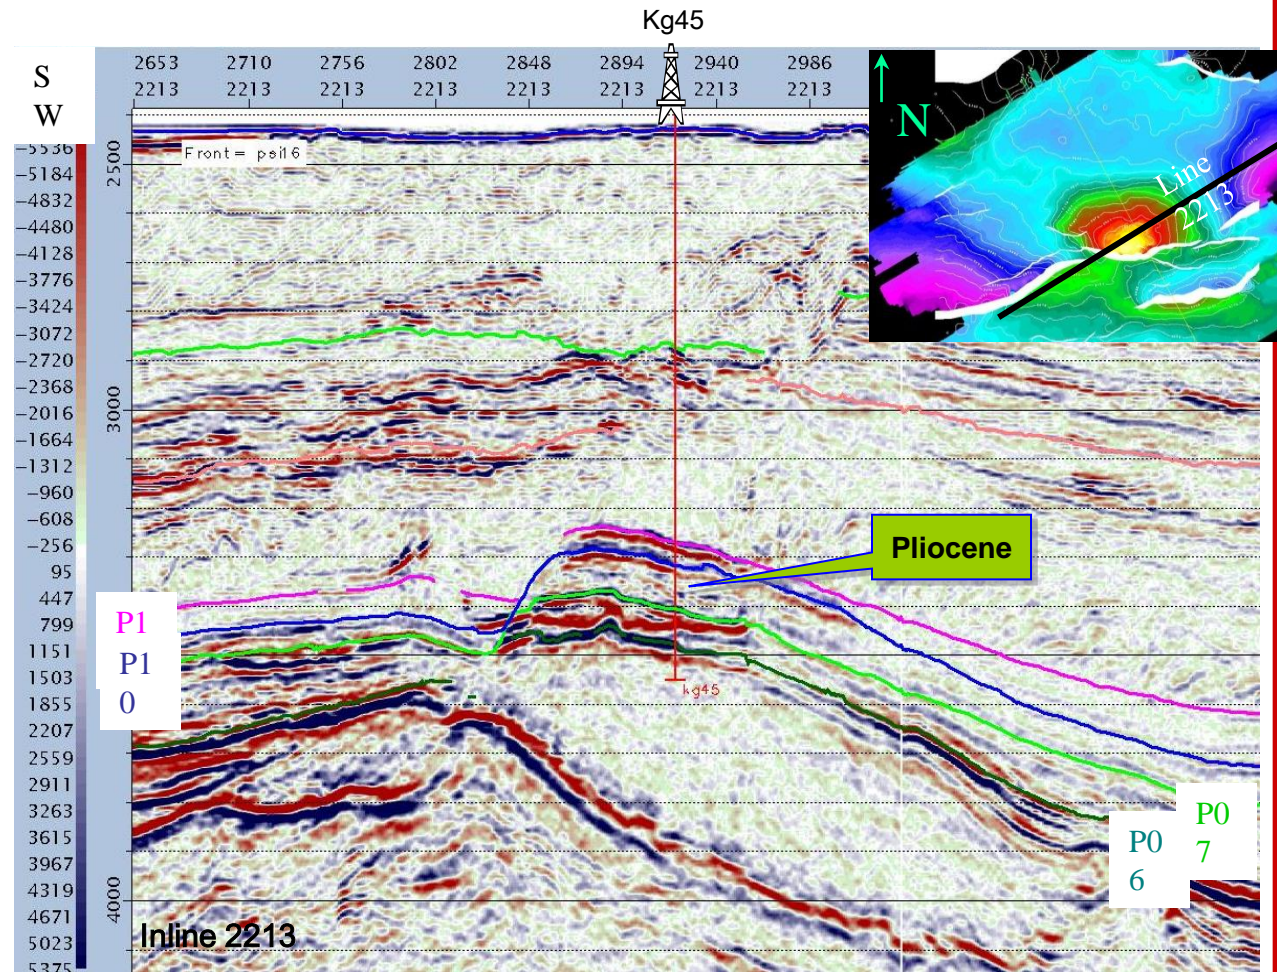 Kg45
S
W
2653 2710 2756 2802 2848 2894 2940 2986
2213 2213 2213 2213 2213 2213 2213 2213
N
Line
2213
Front= psi16
-5536
-5184
-4832
-4480
-4128
-3776
-3424
-3072
-2720
-2368
-2016
-1664
-1312
-960
-608
-256
95
447
799
1151
1503
1855
2207
2559
2911
3263
3615
3967
4319
4671
5023
5375
2500
3000
4000
Pliocene
P1
P1
0
kg45
P0
7
P0
6
Inline 2213